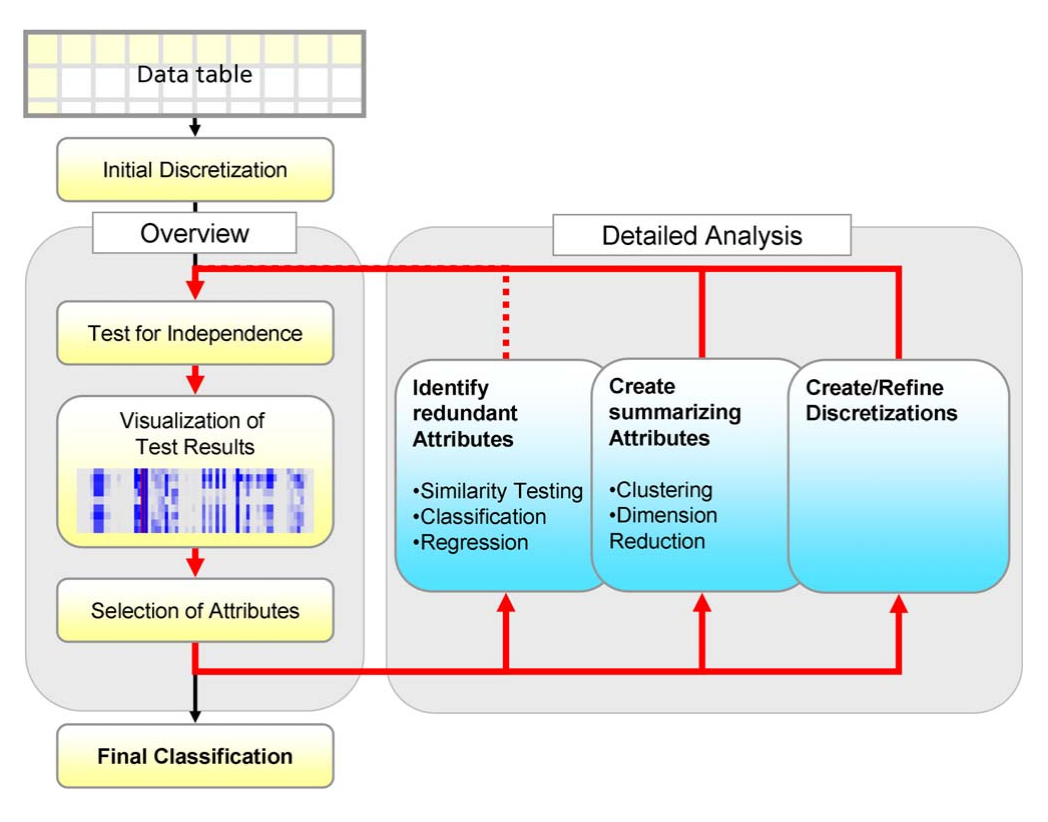 Data table
Initial Discretization
Overview
Test for Independence
Visualization of
Test Results
Selection of Attributes
Final Classification
Detailed Analysis
Identify
redundant
Attributes
•Similarity Testing
•Classification
•Regression
Create
summarizing
Attributes
•Clustering
•Dimension
Reduction
Create/Refine
Discretizations